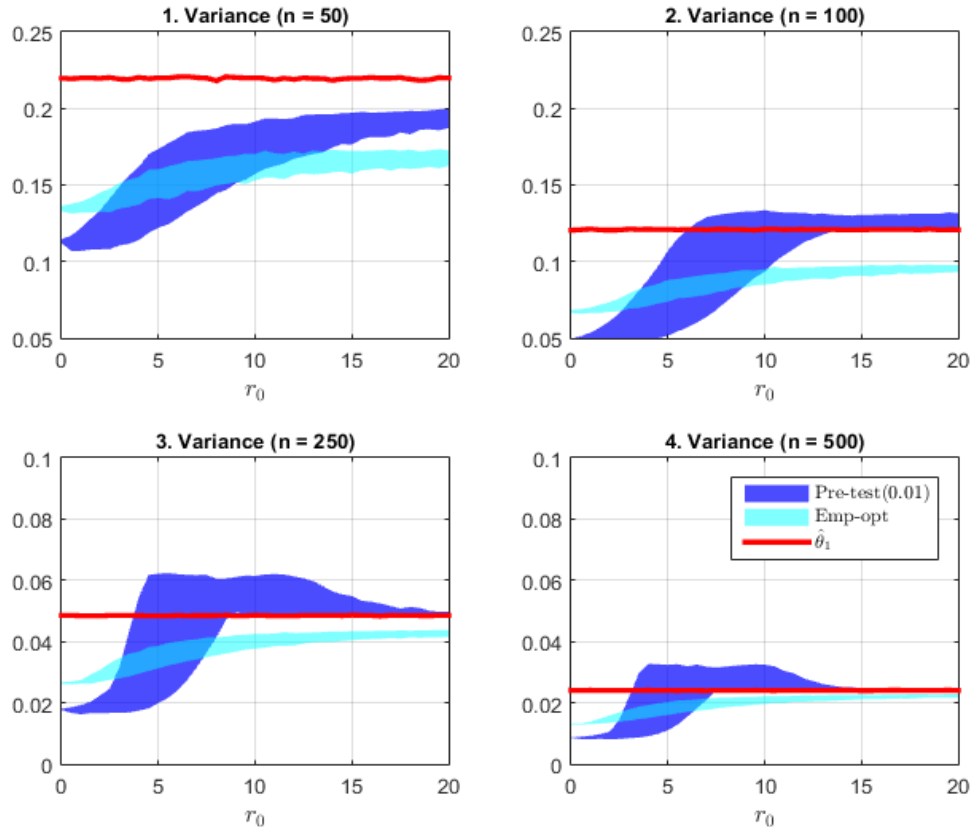 1. Variance (n = 50)
0.25
0.2
0.15
0.1
0.05
0 5 10 15 20
r₀
2. Variance (n = 100)
0.25
0.2
0.15
0.1
0.05
0 5 10 15 20
r₀
3. Variance (n = 250)
0.1
0.08
0.06
0.04
0.02
0
0 5 10 15 20
r₀
4. Variance (n = 500)
0.1
0.08
0.06
0.04
0.02
0
Pre-test(0.01)
Emp-opt
θ̂₁
0 5 10 15 20
r₀